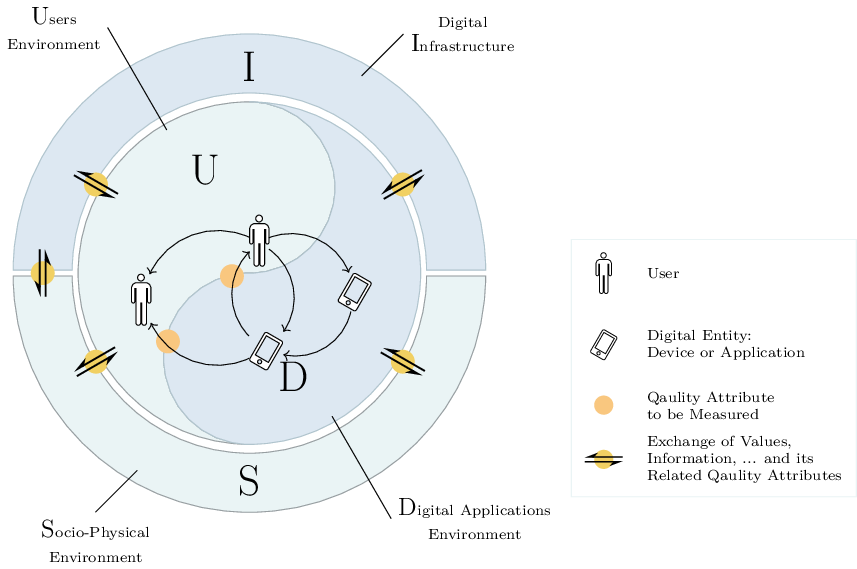 Users
Environment
Digital
Infrastructure
I
U
D
S
Socio-Physical
Environment
Digital Applications
Environment
User
Digital Entity:
Device or Application
Qaulity Attribute
to be Measured
Exchange of Values,
Information, ... and its
Related Qaulity Attributes